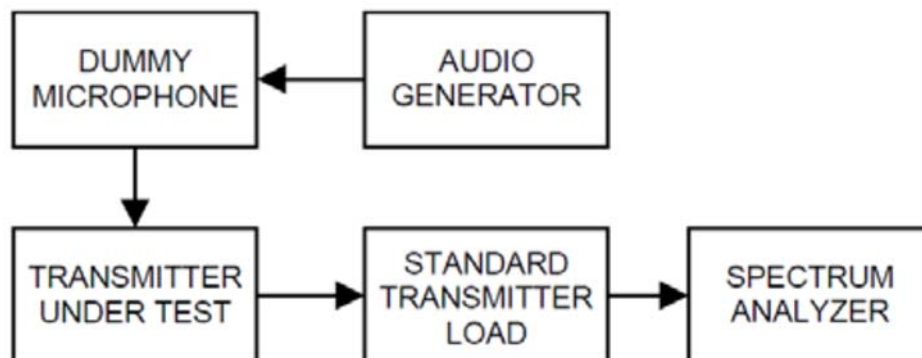 DUMMY
MICROPHONE
AUDIO
GENERATOR
TRANSMITTER
UNDER TEST
STANDARD
TRANSMITTER
LOAD
SPECTRUM
ANALYZER